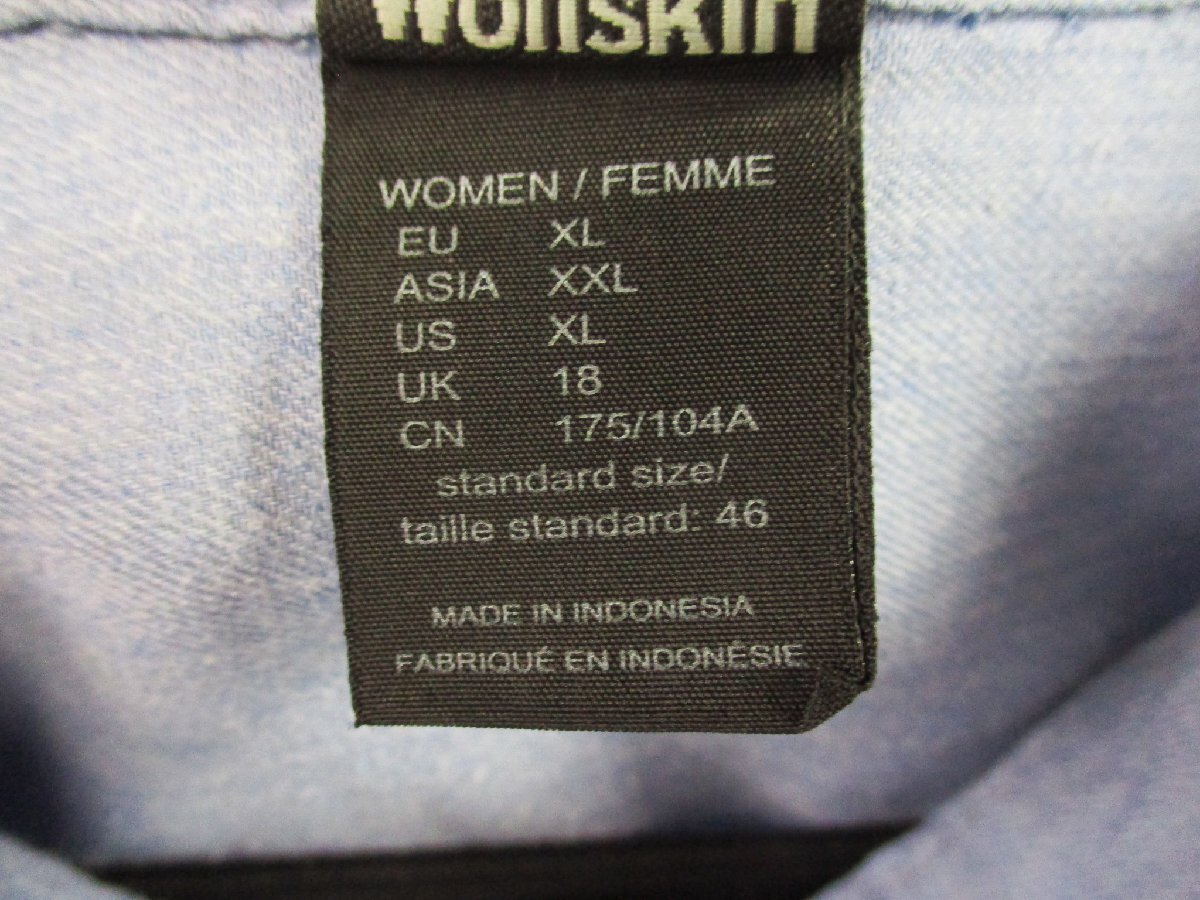 Wolfskin
WOMEN / FEMME
EU XL
ASIA XXL
US XL
UK 18
CN 175/104A
standard size/
taille standard: 46
MADE IN INDONESIA
FABRIQUÉ EN INDONÉSIE